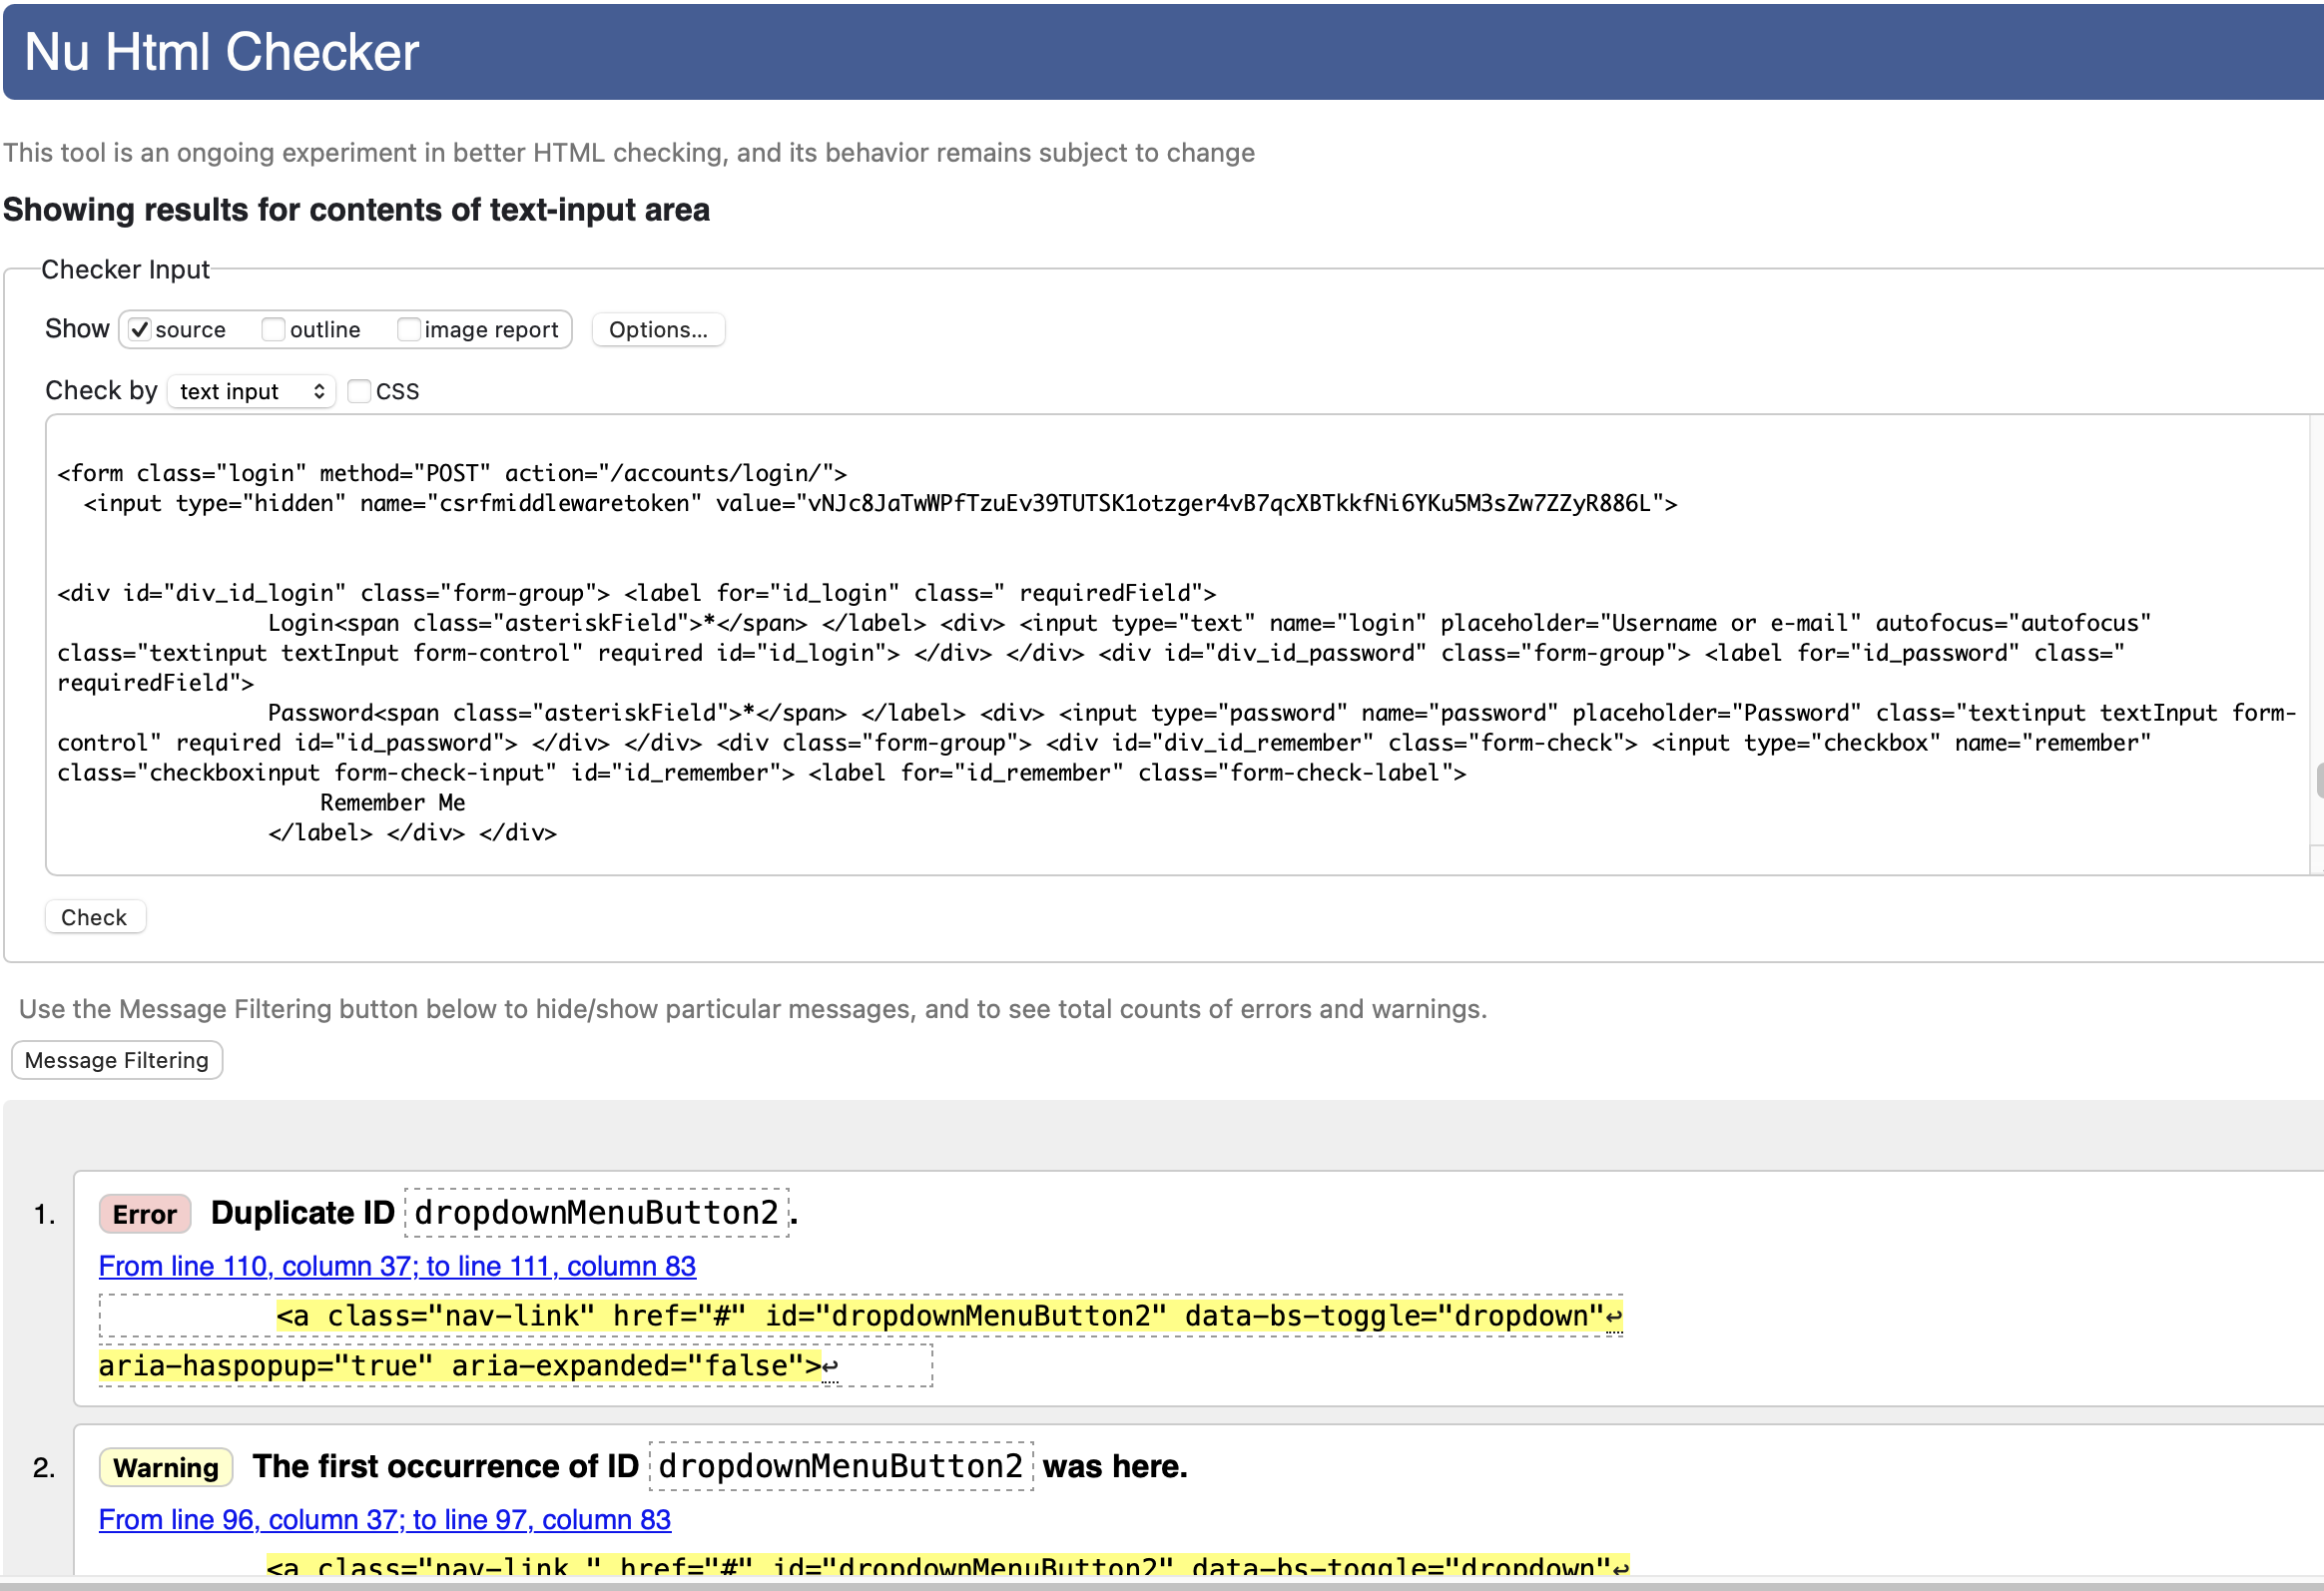 Nu Html Checker
This tool is an ongoing experiment in better HTML checking, and its behavior remains subject to change
Showing results for contents of text-input area
Checker Input
Show source outline image report Options...
Check by text input CSS
<form class="login" method="POST" action="/accounts/login/">
<input type="hidden" name="csrfmiddlewaretoken" value="vNJc8JaTwWPfTzuEv39TUTSK1otzger4vB7qcXBTkkfNi6YKu5M3sZw7ZZyR886L">
<div id="div_id_login" class="form-group"> <label for="id_login" class=" requiredField">
Login<span class="asteriskField">*</span> </label> <div> <input type="text" name="login" placeholder="Username or e-mail" autofocus="autofocus"
class="textinput textInput form-control" required id="id_login"> </div> </div> <div id="div_id_password" class="form-group"> <label for="id_password" class="
requiredField">
Password<span class="asteriskField">*</span> </label> <div> <input type="password" name="password" placeholder="Password" class="textinput textInput form-
control" required id="id_password"> </div> </div> <div class="form-group"> <div id="div_id_remember" class="form-check"> <input type="checkbox" name="remember"
class="checkboxinput form-check-input" id="id_remember"> <label for="id_remember" class="form-check-label">
Remember Me
</label> </div> </div>
Check
Use the Message Filtering button below to hide/show particular messages, and to see total counts of errors and warnings.
Message Filtering
1. Error Duplicate ID dropdownMenuButton2.
From line 110, column 37; to line 111, column 83
<a class="nav-link" href="#" id="dropdownMenuButton2" data-bs-toggle="dropdown"↩
aria-haspopup="true" aria-expanded="false">↩
2. Warning The first occurrence of ID dropdownMenuButton2 was here.
From line 96, column 37; to line 97, column 83
<a class="nav-link " href="#" id="dropdownMenuButton2" data-bs-toggle="dropdown"↩